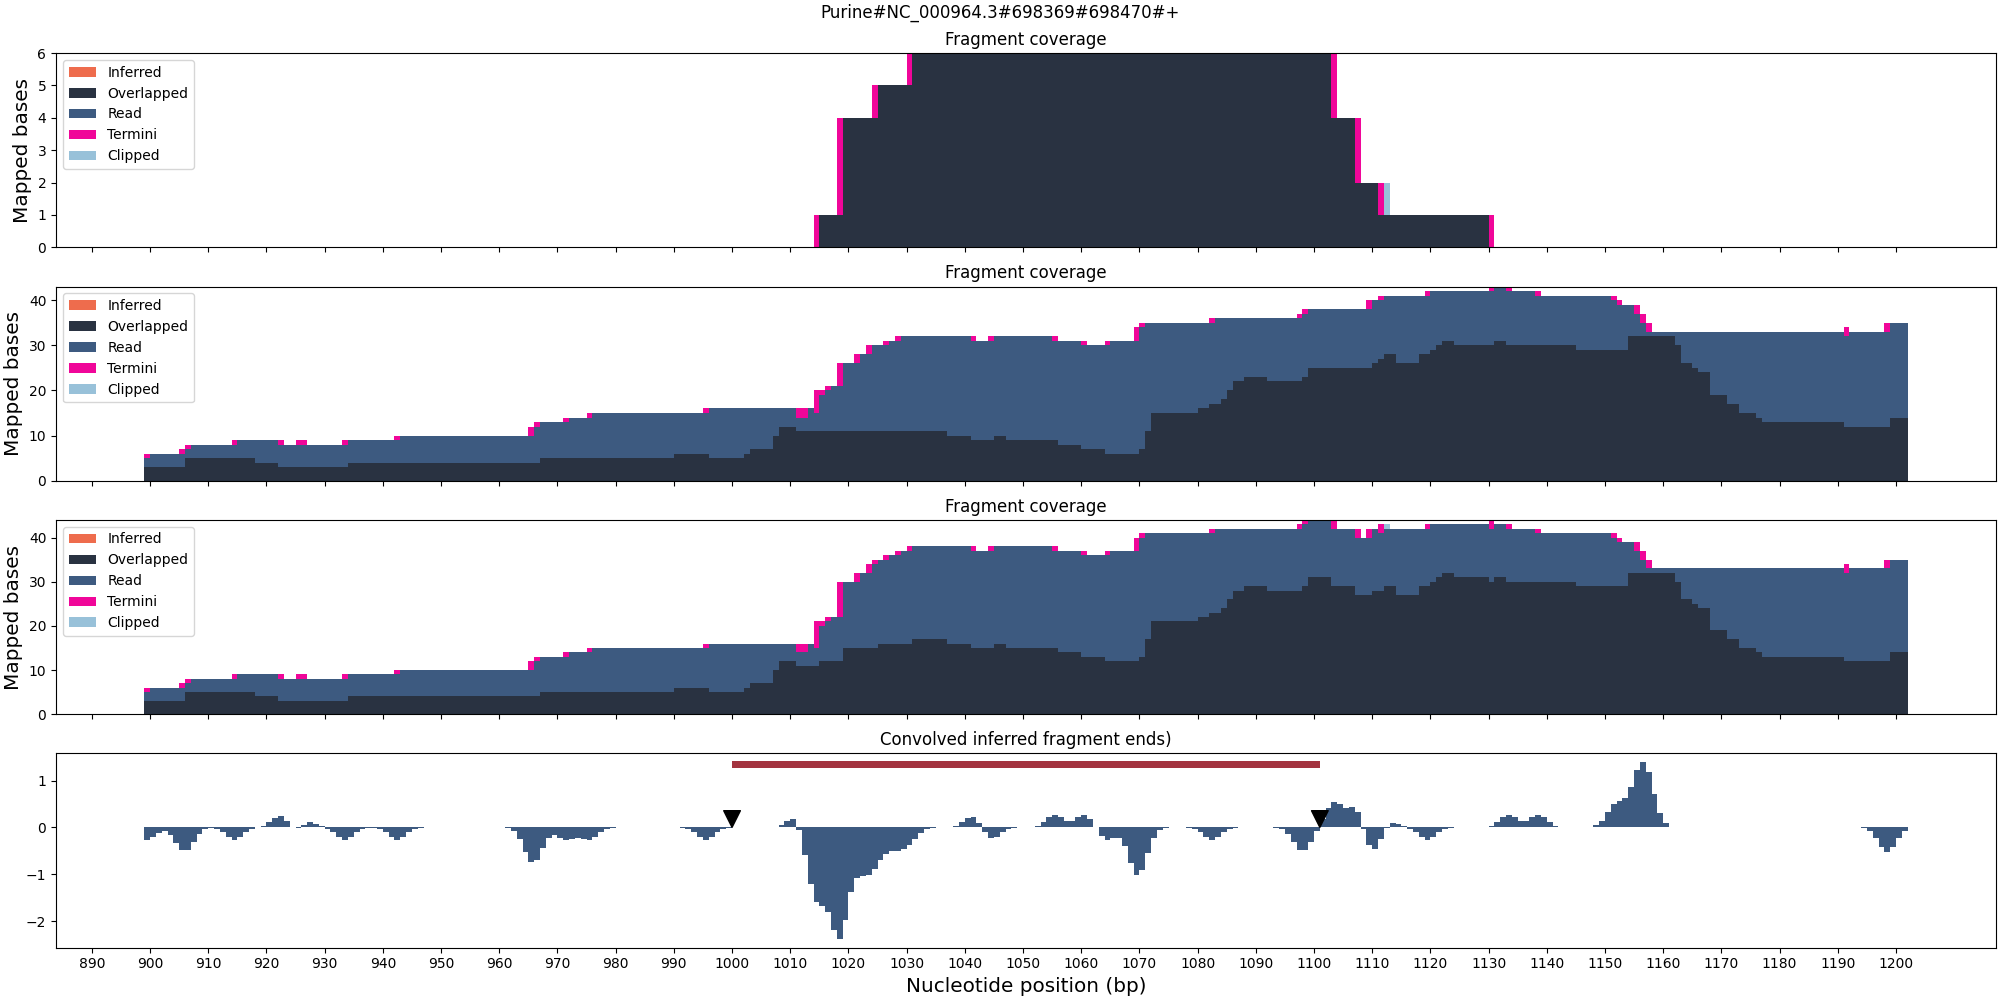 Purine#NC_000964.3#698369#698470#+
Fragment coverage
Mapped bases
6
5
4
3
2
1
0
Inferred
Overlapped
Read
Termini
Clipped
Fragment coverage
Mapped bases
40
30
20
10
0
Inferred
Overlapped
Read
Termini
Clipped
Fragment coverage
Mapped bases
40
30
20
10
0
Inferred
Overlapped
Read
Termini
Clipped
Convolved inferred fragment ends)
1
0
−1
−2
890 900 910 920 930 940 950 960 970 980 990 1000 1010 1020 1030 1040 1050 1060 1070 1080 1090 1100 1110 1120 1130 1140 1150 1160 1170 1180 1190 1200
Nucleotide position (bp)